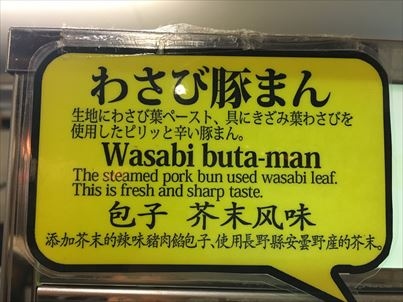 わさび豚まん
生地にわさび葉ペースト、具にきざみ葉わさびを
使用したピリッと辛い豚まん。
Wasabi buta-man
The steamed pork bun used wasabi leaf.
This is fresh and sharp taste.
包子 芥末风味
添加芥末的辣味豬肉餡包子、使用長野縣安曇野産的芥末。